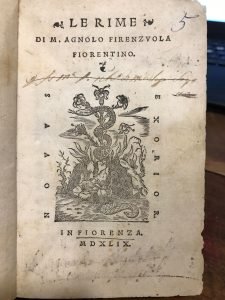 LE RIME
5
DI M. AGNOLO FIRENZVOLA
FIORENTINO.
NOVVS
EXORIOR
IN FIORENZA.
MDXLIX.